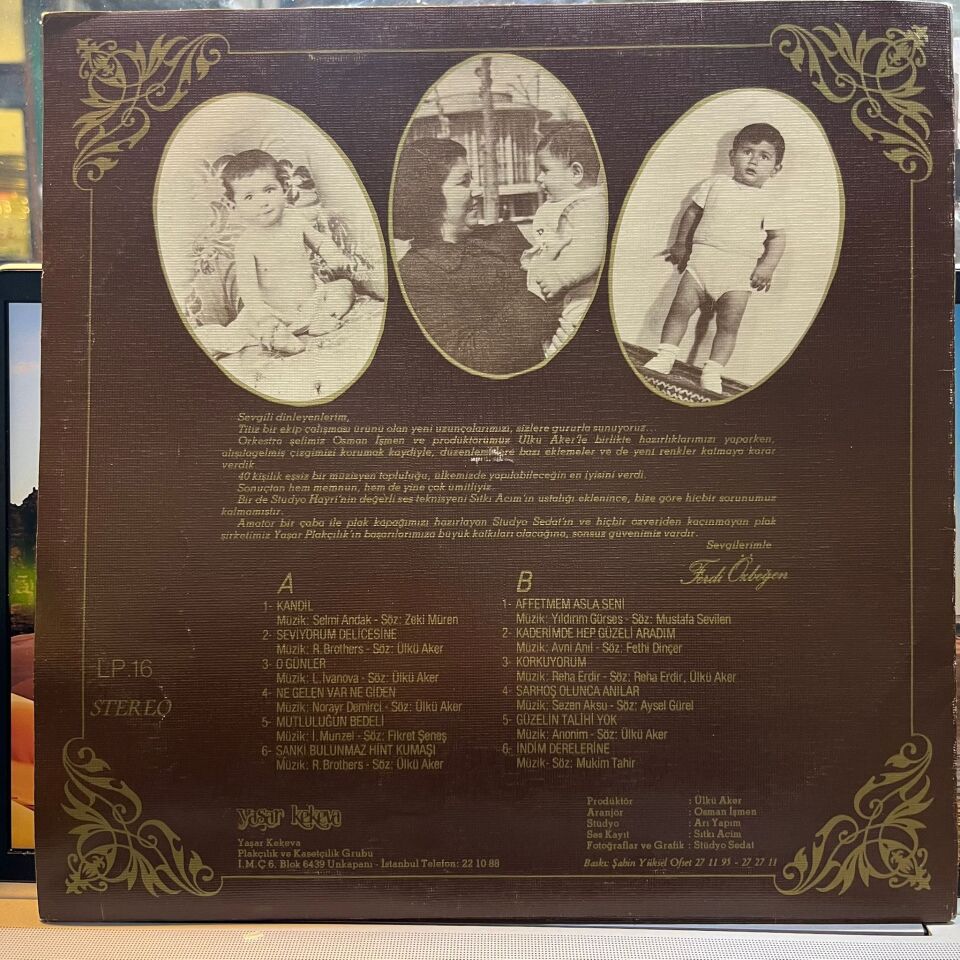 Sevgili dinleyenlerim,
Titiz bir ekip çalışması ürünü olan yeni uzunçalarımızı, sizlere gururla sunuyoruz...
Orkestra şefimiz Osman İşmen ve prodüktörümüz Ülkü Aker'le birlikte hazırlıklarımızı yaparken,
alışılagelmiş çizgimizi korumak kaydiyle, düzenlemelere bazı eklemeler ve de yeni renkler katmaya karar
verdik
40 kişilik eşsiz bir müzisyen topluluğu, ülkemizde yapılabileceğin en iyisini verdi.
Sonuçtan hem memnun, hem de yine çok ümitliyiz.
Bir de Studyo Hayri'nin değerli ses teknisyeni Sıtkı Acim'ın ustalığı eklenince, bize göre hiçbir sorunumuz
kalmamıştır.
Amatör bir çaba ile plak kapağımızı hazırlayan Studyo Sedat'ın ve hiçbir özveriden kaçınmayan plak
şirketimiz Yaşar Plakçılık'ın başarılarımıza büyük katkıları olacağına, sonsuz güvenimiz vardır.
Sevgilerimle
Ferdi Özbeğen
A
1- KANDİL
Müzik: Selmi Andak - Söz: Zeki Müren
2- SEVİYORUM DELİCESİNE
Müzik: R.Brothers - Söz: Ülkü Aker
3- O GÜNLER
Müzik: L.İvanova - Söz: Ülkü Aker
4- NE GELEN VAR NE GİDEN
Müzik: Norayr Demirci - Söz: Ülkü Aker
5- MUTLULUĞUN BEDELİ
Müzik: İ.Munzel - Söz: Fikret Şeneş
6- SANKİ BULUNMAZ HİNT KUMAŞI
Müzik: R.Brothers - Söz: Ülkü Aker
B
1- AFFETMEM ASLA SENİ
Müzik: Yıldırım Gürses - Söz: Mustafa Sevilen
2- KADERİMDE HEP GÜZELİ ARADIM
Müzik: Avni Anıl - Söz: Fethi Dinçer
3- KORKUYORUM
Müzik: Reha Erdir - Söz: Reha Erdir, Ülkü Aker
4- SARHOŞ OLUNCA ANILAR
Müzik: Sezen Aksu - Söz: Aysel Gürel
5- GÜZELİN TALİHİ YOK
Müzik: Anonim - Söz: Ülkü Aker
6- İNDİM DERELERİNE
Müzik- Söz: Mukim Tahir
LP.16
STEREO
yaşar kekeva
Yaşar Kekeva
Plakçılık ve Kasetçilik Grubu
İ.M.Ç 6. Blok 6439 Unkapanı - İstanbul Telefon: 22 10 88
Prodüktör : Ülkü Aker
Aranjör : Osman İşmen
Stüdyo : Arı Yapım
Ses Kayıt : Sıtkı Acim
Fotoğraflar ve Grafik : Stüdyo Sedat
Baskı: Şahin Yüksel Ofset 27 11 95 - 27 27 11